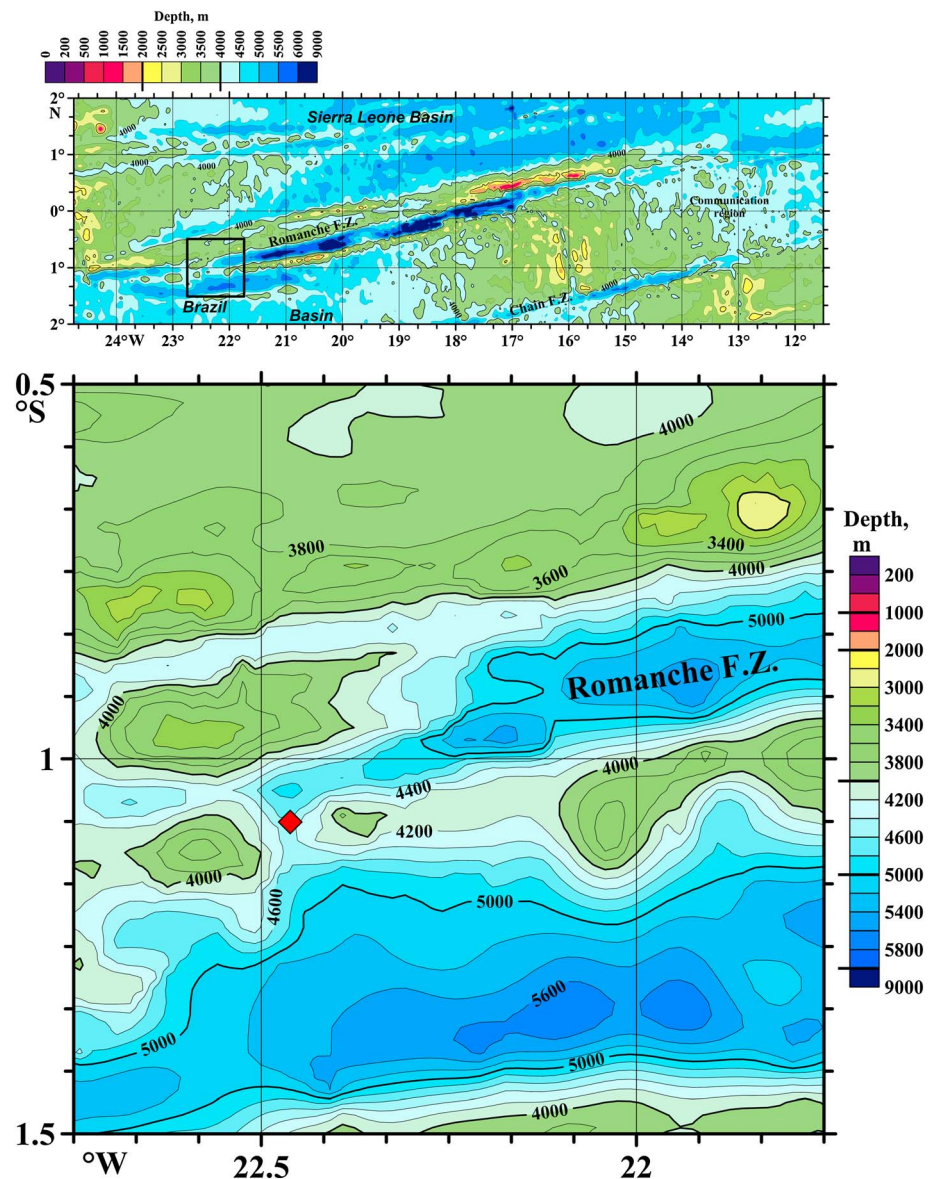 Depth, m
0 200 500 1000 1500 2000 2500 3000 3500 4000 4500 5000 5500 6000 9000
2°
N
1°
0°
1°
2°
Sierra Leone Basin
4000
4000
4000
4000
4000
Romanche F.Z.
Communication
region
4000
4000
Chain F.Z.
Brazil
Basin
24°W 23° 22° 21° 20° 19° 18° 17° 16° 15° 14° 13° 12°
0.5
°S
4000
3800
3600
3400
4000
5000
Romanche F.Z.
4000
1
4400
4000
4200
4000
4600
5000
5600
5000
5000
4000
1.5
°W 22.5 22
Depth,
m
200
1000
2000
3000
3400
3800
4200
4600
5000
5400
5800
9000